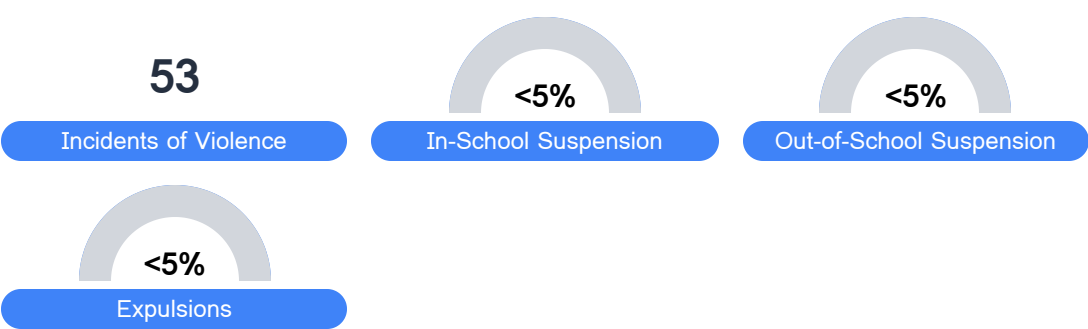 53
Incidents of Violence
<5%
In-School Suspension
<5%
Out-of-School Suspension
<5%
Expulsions